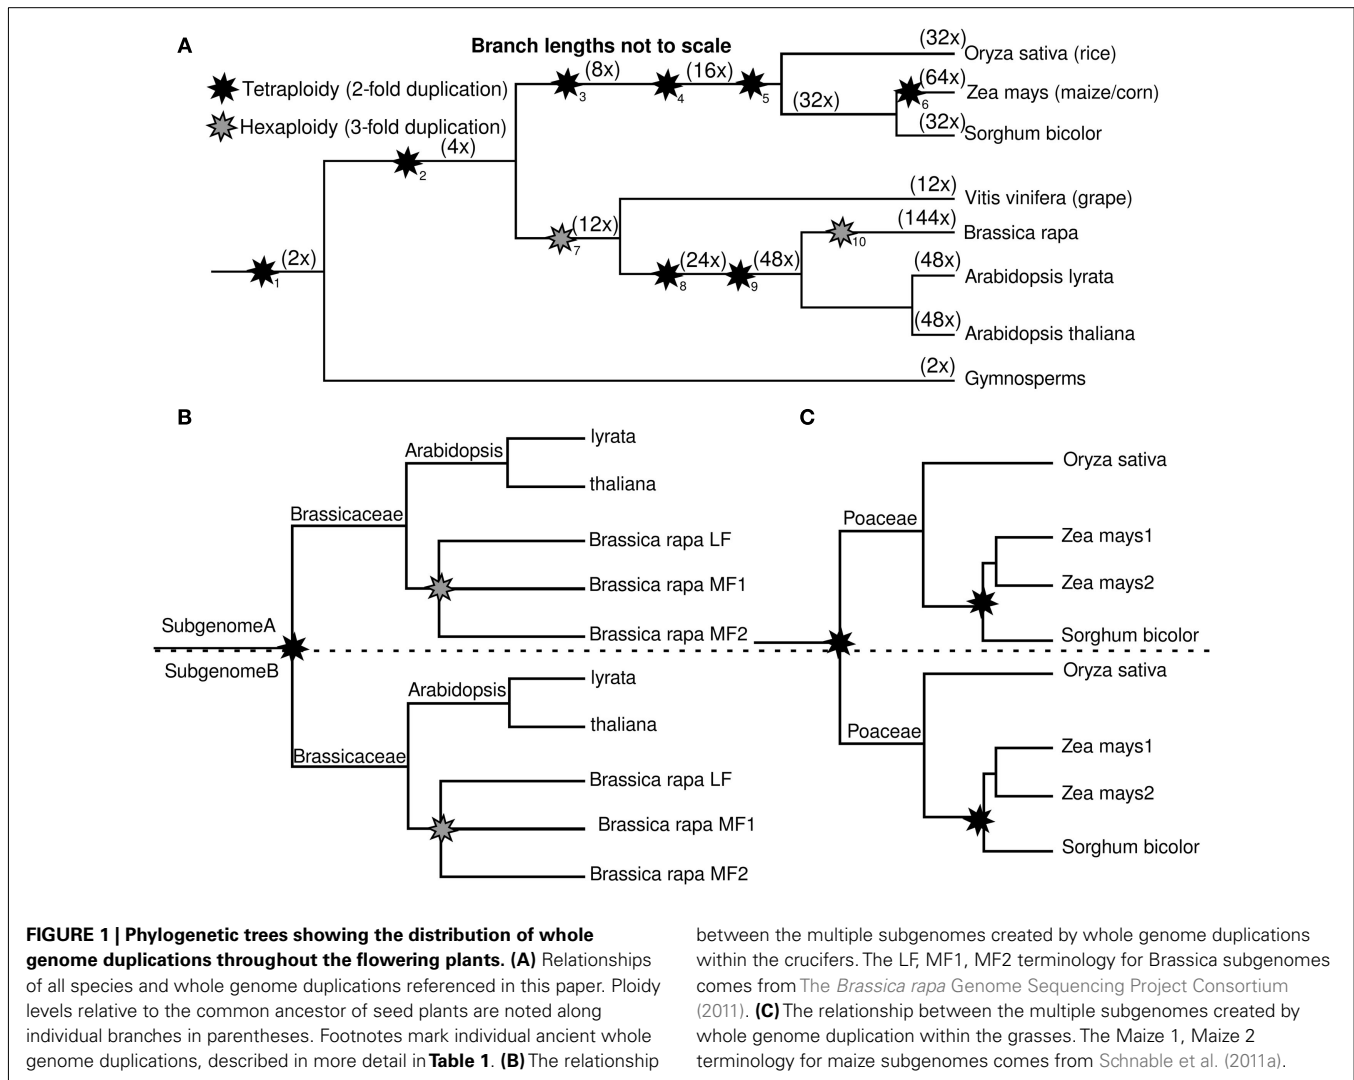 A
Branch lengths not to scale
Tetraploidy (2-fold duplication)
Hexaploidy (3-fold duplication)
(2x)
1
(4x)
2
(8x)
3
(16x)
4
5
(32x)
(32x)
Oryza sativa (rice)
(64x)
6
Zea mays (maize/corn)
(32x)
Sorghum bicolor
(12x)
7
(12x)
Vitis vinifera (grape)
(24x)
8
(48x)
9
10
(144x)
Brassica rapa
(48x)
Arabidopsis lyrata
(48x)
Arabidopsis thaliana
(2x)
Gymnosperms
B
SubgenomeA
SubgenomeB
Brassicaceae
Arabidopsis
lyrata
thaliana
Brassica rapa LF
Brassica rapa MF1
Brassica rapa MF2
Brassicaceae
Arabidopsis
lyrata
thaliana
Brassica rapa LF
Brassica rapa MF1
Brassica rapa MF2
C
Poaceae
Oryza sativa
Zea mays1
Zea mays2
Sorghum bicolor
Poaceae
Oryza sativa
Zea mays1
Zea mays2
Sorghum bicolor
FIGURE 1 | Phylogenetic trees showing the distribution of whole
genome duplications throughout the flowering plants. (A) Relationships
of all species and whole genome duplications referenced in this paper. Ploidy
levels relative to the common ancestor of seed plants are noted along
individual branches in parentheses. Footnotes mark individual ancient whole
genome duplications, described in more detail in Table 1. (B) The relationship
between the multiple subgenomes created by whole genome duplications
within the crucifers. The LF, MF1, MF2 terminology for Brassica subgenomes
comes from The Brassica rapa Genome Sequencing Project Consortium
(2011). (C) The relationship between the multiple subgenomes created by
whole genome duplication within the grasses. The Maize 1, Maize 2
terminology for maize subgenomes comes from Schnable et al. (2011a).